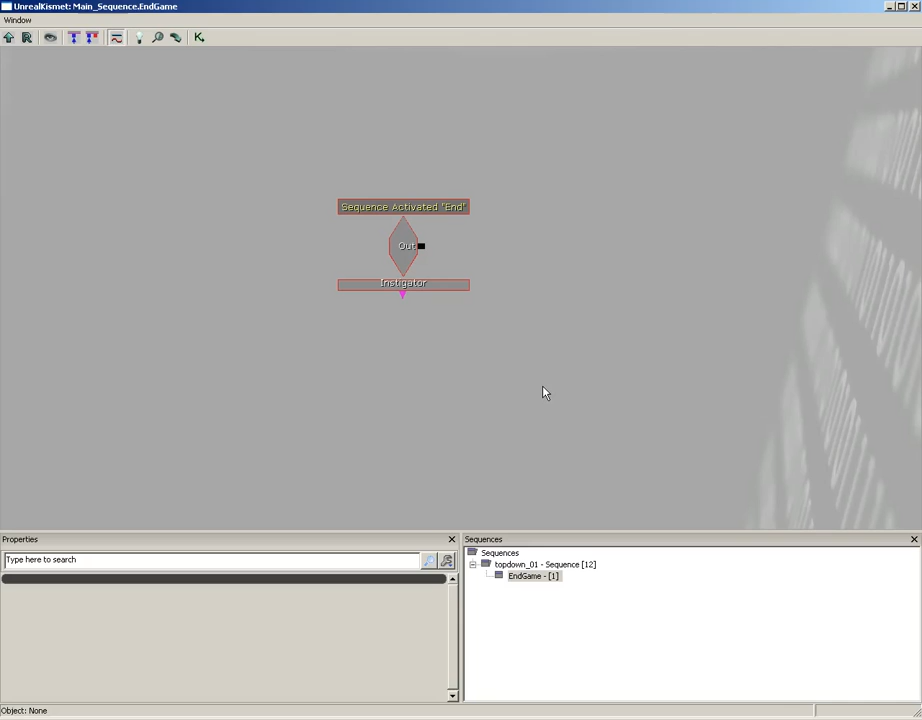 UnrealKismet: Main_Sequence.EndGame
Window
Sequence Activated "End"
Out
Instigator
Properties
Type here to search
Sequences
Sequences
topdown_01 - Sequence [12]
EndGame - [1]
Object: None